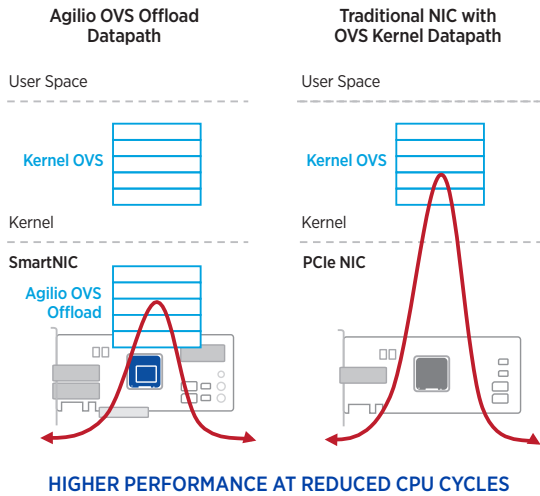 Agilio OVS Offload
Datapath
User Space
Kernel OVS
Kernel
SmartNIC
Agilio OVS
Offload
Traditional NIC with
OVS Kernel Datapath
User Space
Kernel OVS
Kernel
PCIe NIC
HIGHER PERFORMANCE AT REDUCED CPU CYCLES